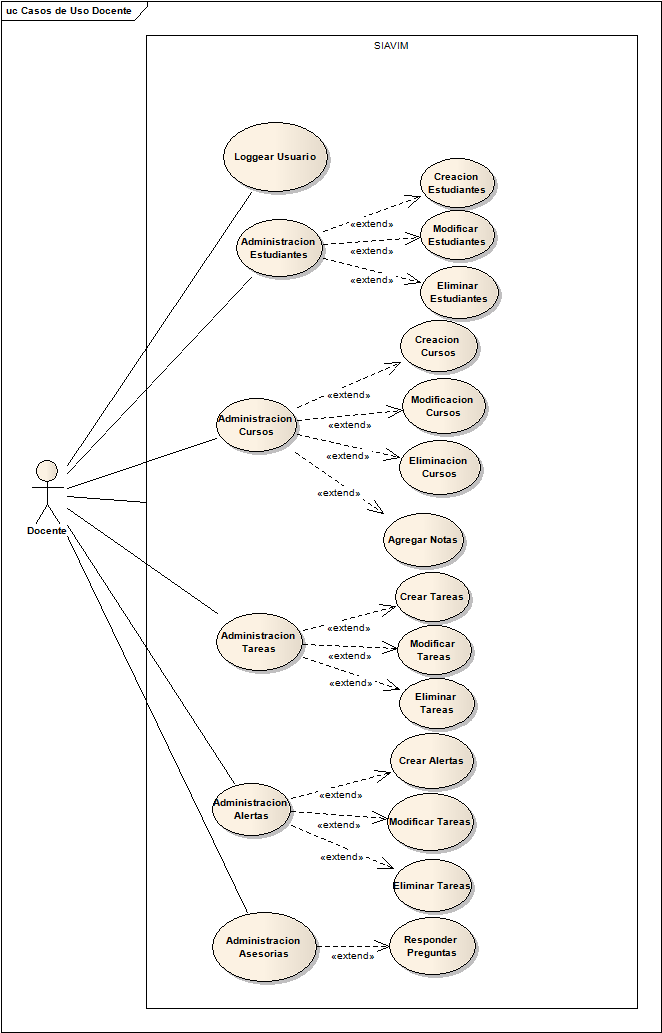 uc Casos de Uso Docente
SIAVIM
Loggear Usuario
Creacion
Estudiantes
«extend»
Administracion
Estudiantes
Modificar
Estudiantes
«extend»
«extend»
Eliminar
Estudiantes
Creacion
Cursos
«extend»
Modificacion
Cursos
Administracion
Cursos
«extend»
«extend»
Eliminacion
Cursos
«extend»
Docente
Agregar Notas
Crear Tareas
«extend»
Administracion
Tareas
Modificar
Tareas
«extend»
«extend»
Eliminar
Tareas
Crear Alertas
«extend»
Administracion
Alertas
Modificar Tareas
«extend»
«extend»
Eliminar Tareas
Administracion
Asesorias
Responder
Preguntas
«extend»